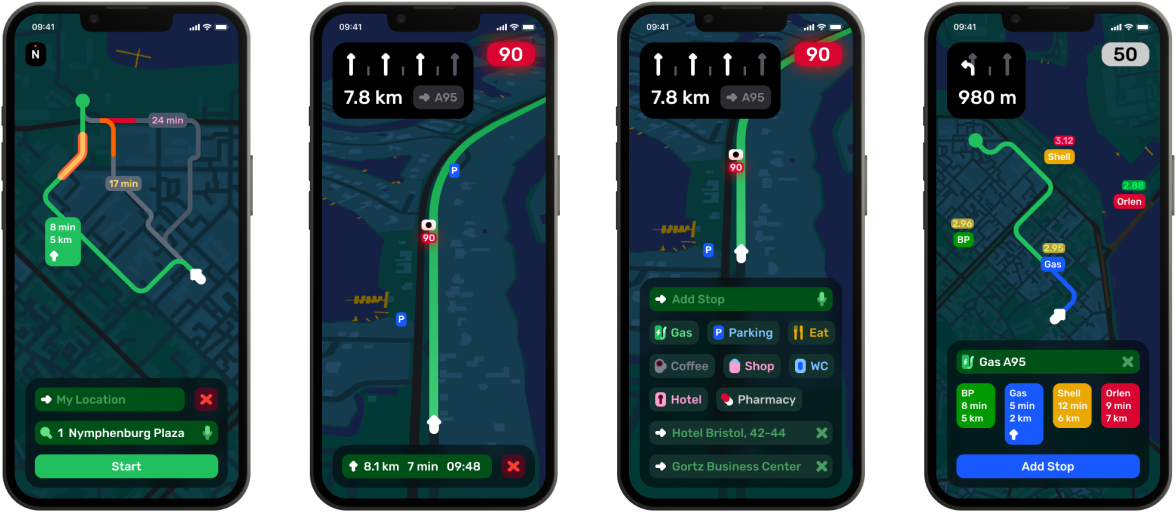 09:41
N
24 min
17 min
8 min
5 km
My Location
1 Nymphenburg Plaza
Start
09:41
7.8 km
A95
90
P
90
P
8.1 km 7 min 09:48
09:41
7.8 km
A95
90
90
P
Add Stop
Gas
P Parking
Eat
Coffee
Shop
WC
Hotel
Pharmacy
Hotel Bristol, 42-44
Gortz Business Center
09:41
980 m
50
3.12
Shell
2.88
Orlen
2.96
BP
2.95
Gas
Gas A95
BP
8 min
5 km
Gas
5 min
2 km
Shell
12 min
6 km
Orlen
9 min
7 km
Add Stop